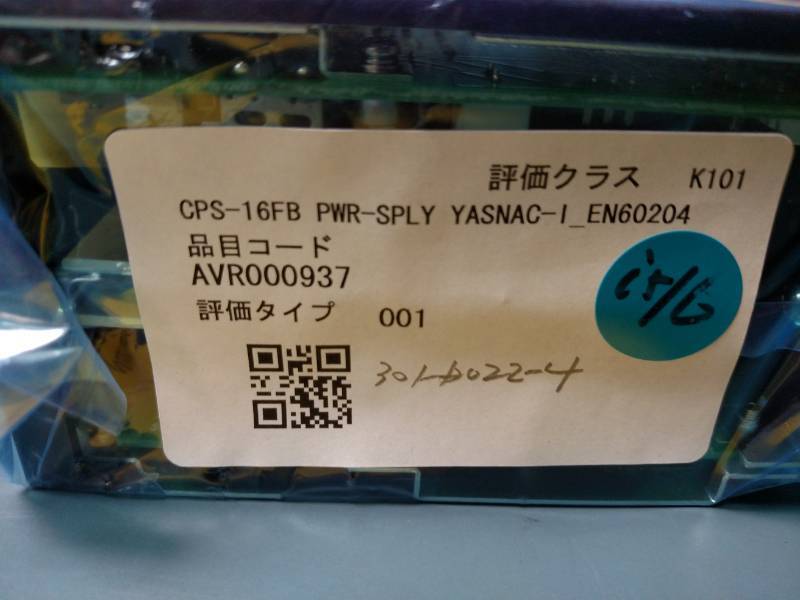 評価クラス K101
CPS-16FB PWR-SPLY YASNAC-I_EN60204
品目コード
AVR000937
評価タイプ 001